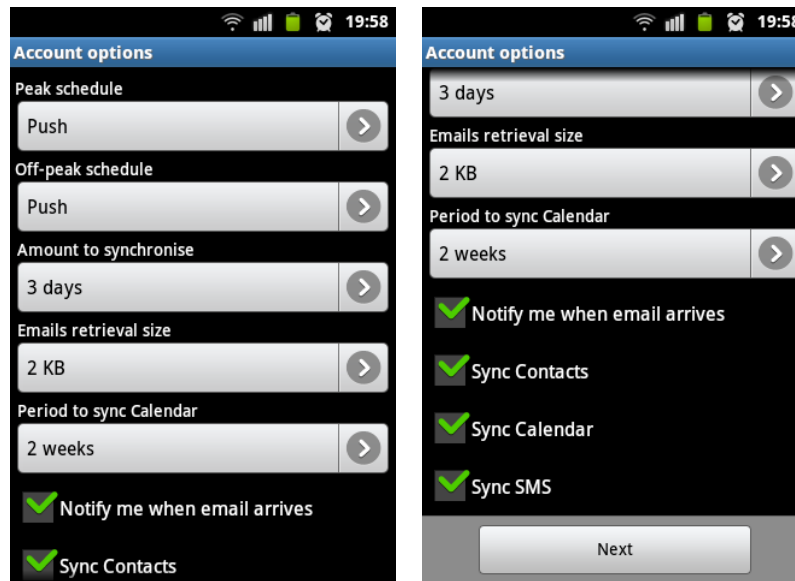 19:58
Account options
Peak schedule
Push
Off-peak schedule
Push
Amount to synchronise
3 days
Emails retrieval size
2 KB
Period to sync Calendar
2 weeks
Notify me when email arrives
Sync Contacts
19:58
Account options
3 days
Emails retrieval size
2 KB
Period to sync Calendar
2 weeks
Notify me when email arrives
Sync Contacts
Sync Calendar
Sync SMS
Next